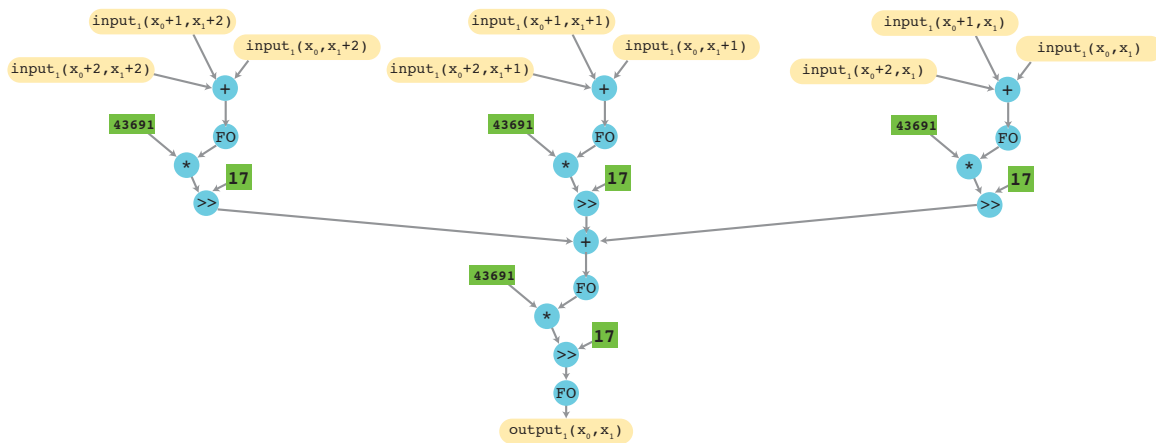 input₁(x₀+1,x₁+2) input₁(x₀+1,x₁+1) input₁(x₀+1,x₁)
input₁(x₀,x₁+2) input₁(x₀,x₁+1) input₁(x₀,x₁)
input₁(x₀+2,x₁+2) input₁(x₀+2,x₁+1) input₁(x₀+2,x₁)
+ + +
43691 FO 43691 FO 43691 FO
* * *
17 17 17
>> >> >>
+
43691 FO
*
17
>>
FO
output₁(x₀,x₁)